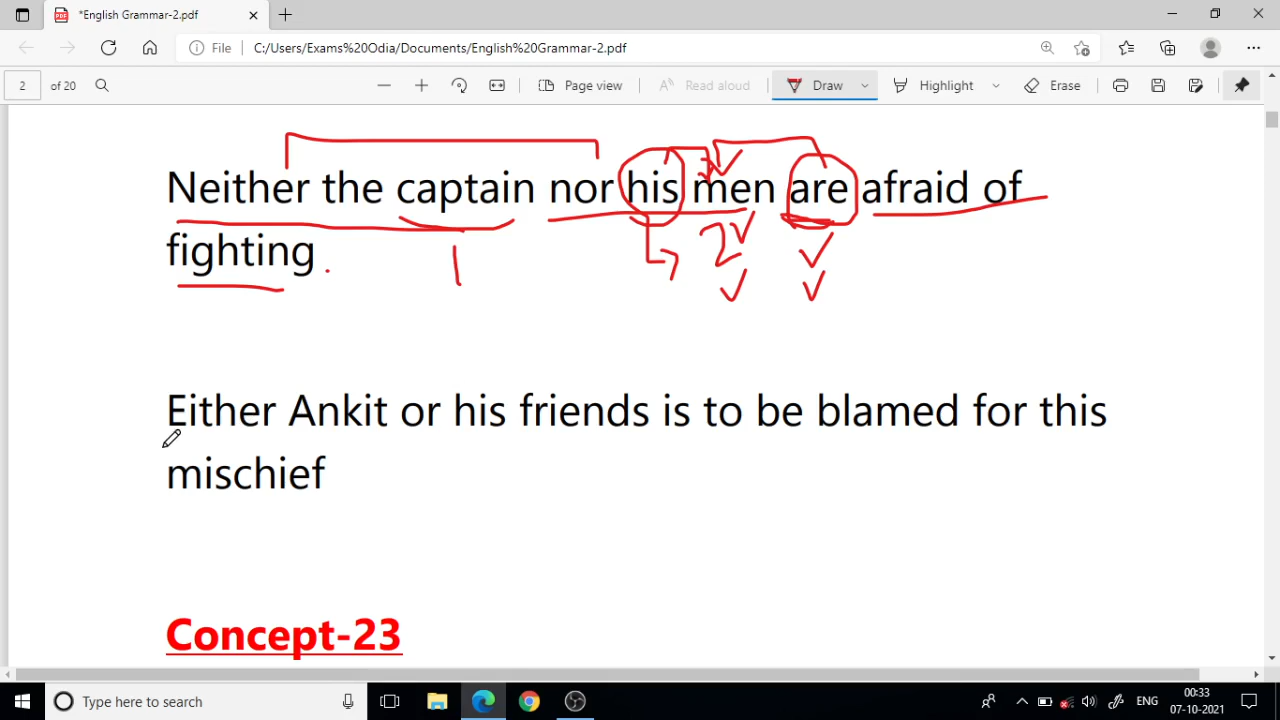 *English Grammar-2.pdf
File C:/Users/Exams%20Odia/Documents/English%20Grammar-2.pdf
2 of 20 Page view Read aloud Draw Highlight Erase
Neither the captain nor his men are afraid of
fighting
1 2
Either Ankit or his friends is to be blamed for this
mischief
Concept-23
Type here to search ENG 00:33
07-10-2021